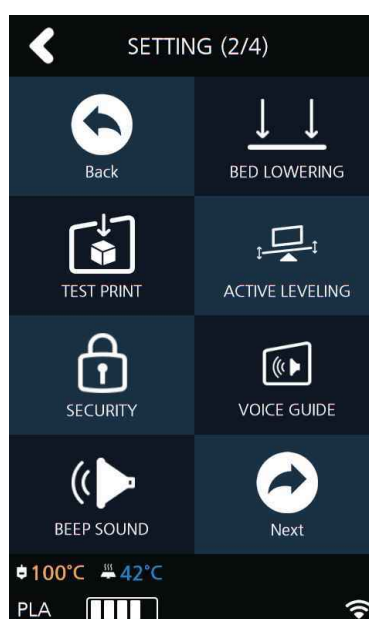 SETTING (2/4)
Back
BED LOWERING
TEST PRINT
ACTIVE LEVELING
SECURITY
VOICE GUIDE
BEEP SOUND
Next
100°C 42°C
PLA